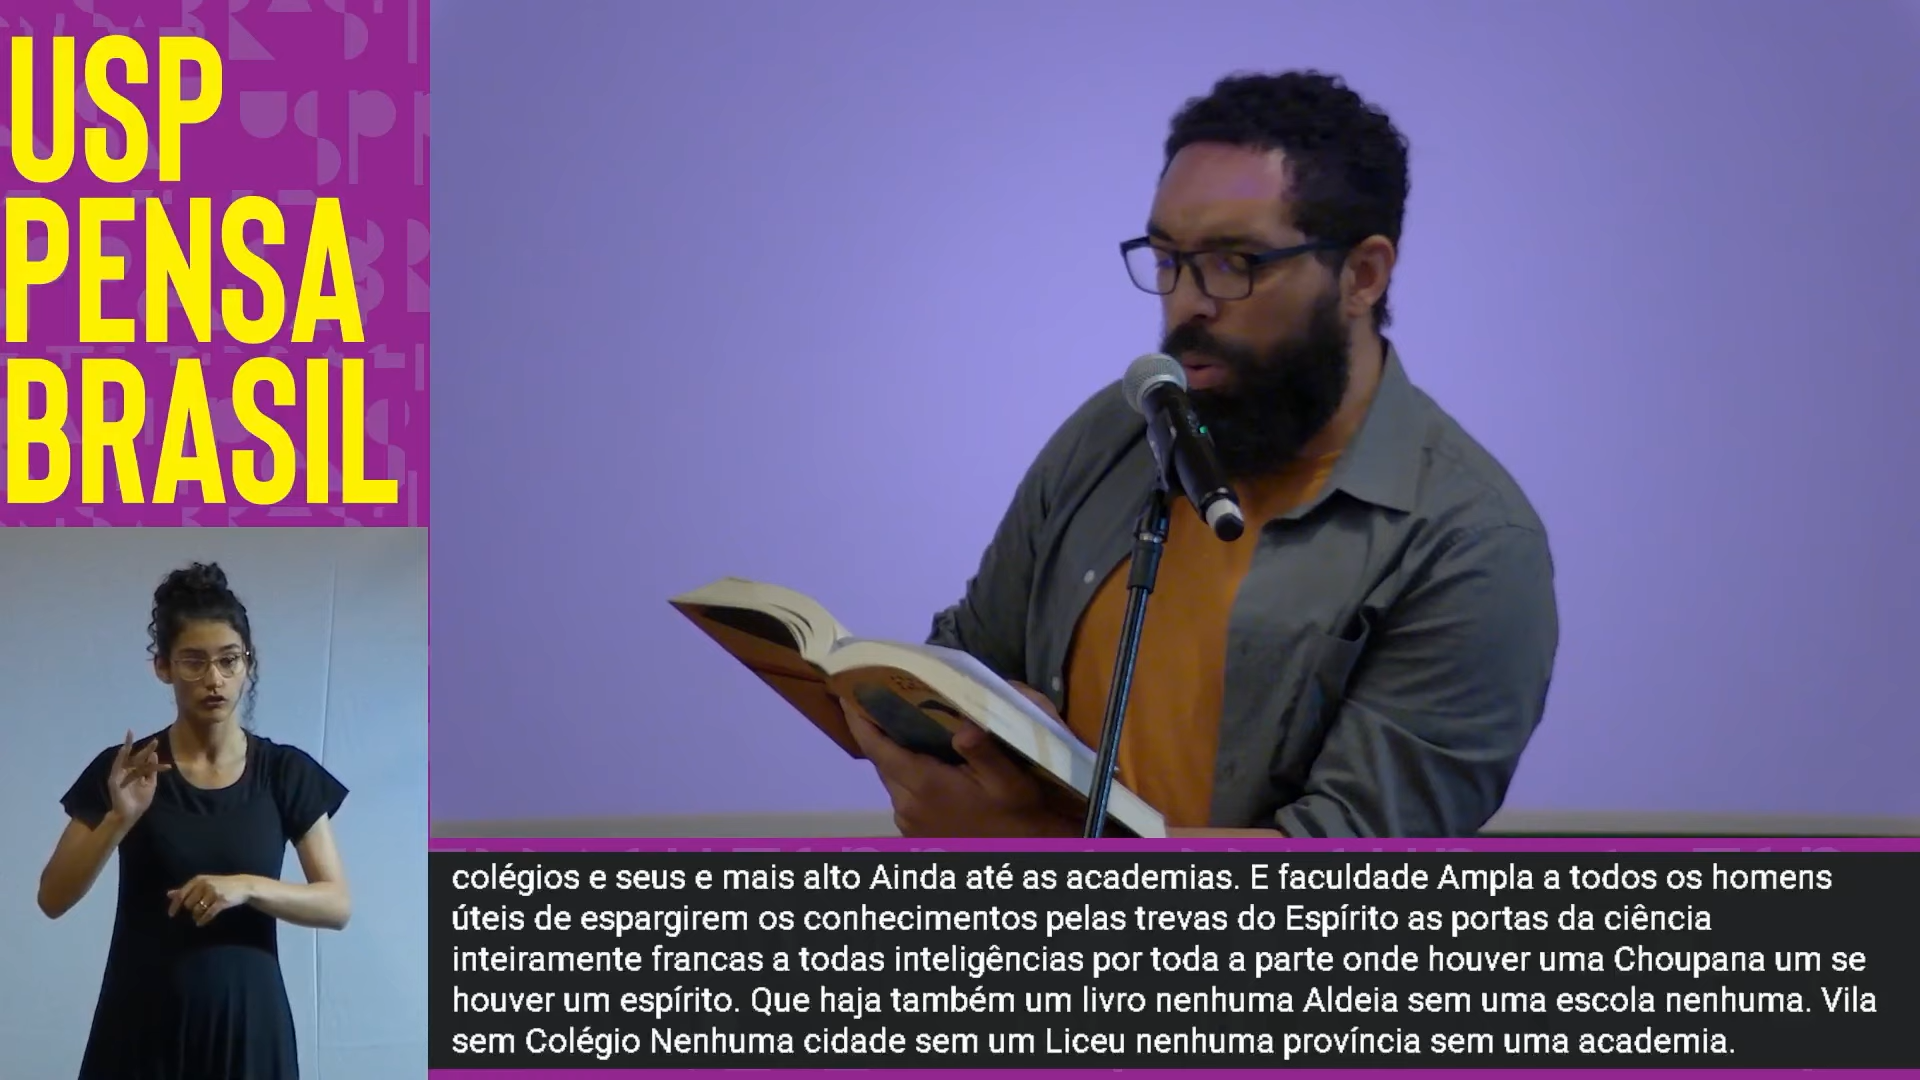 USP
PENSA
BRASIL
colégios e seus e mais alto Ainda até as academias. E faculdade Ampla a todos os homens
úteis de espargirem os conhecimentos pelas trevas do Espírito as portas da ciência
inteiramente francas a todas inteligências por toda a parte onde houver uma Choupana um se
houver um espírito. Que haja também um livro nenhuma Aldeia sem uma escola nenhuma. Vila
sem Colégio Nenhuma cidade sem um Liceu nenhuma província sem uma academia.